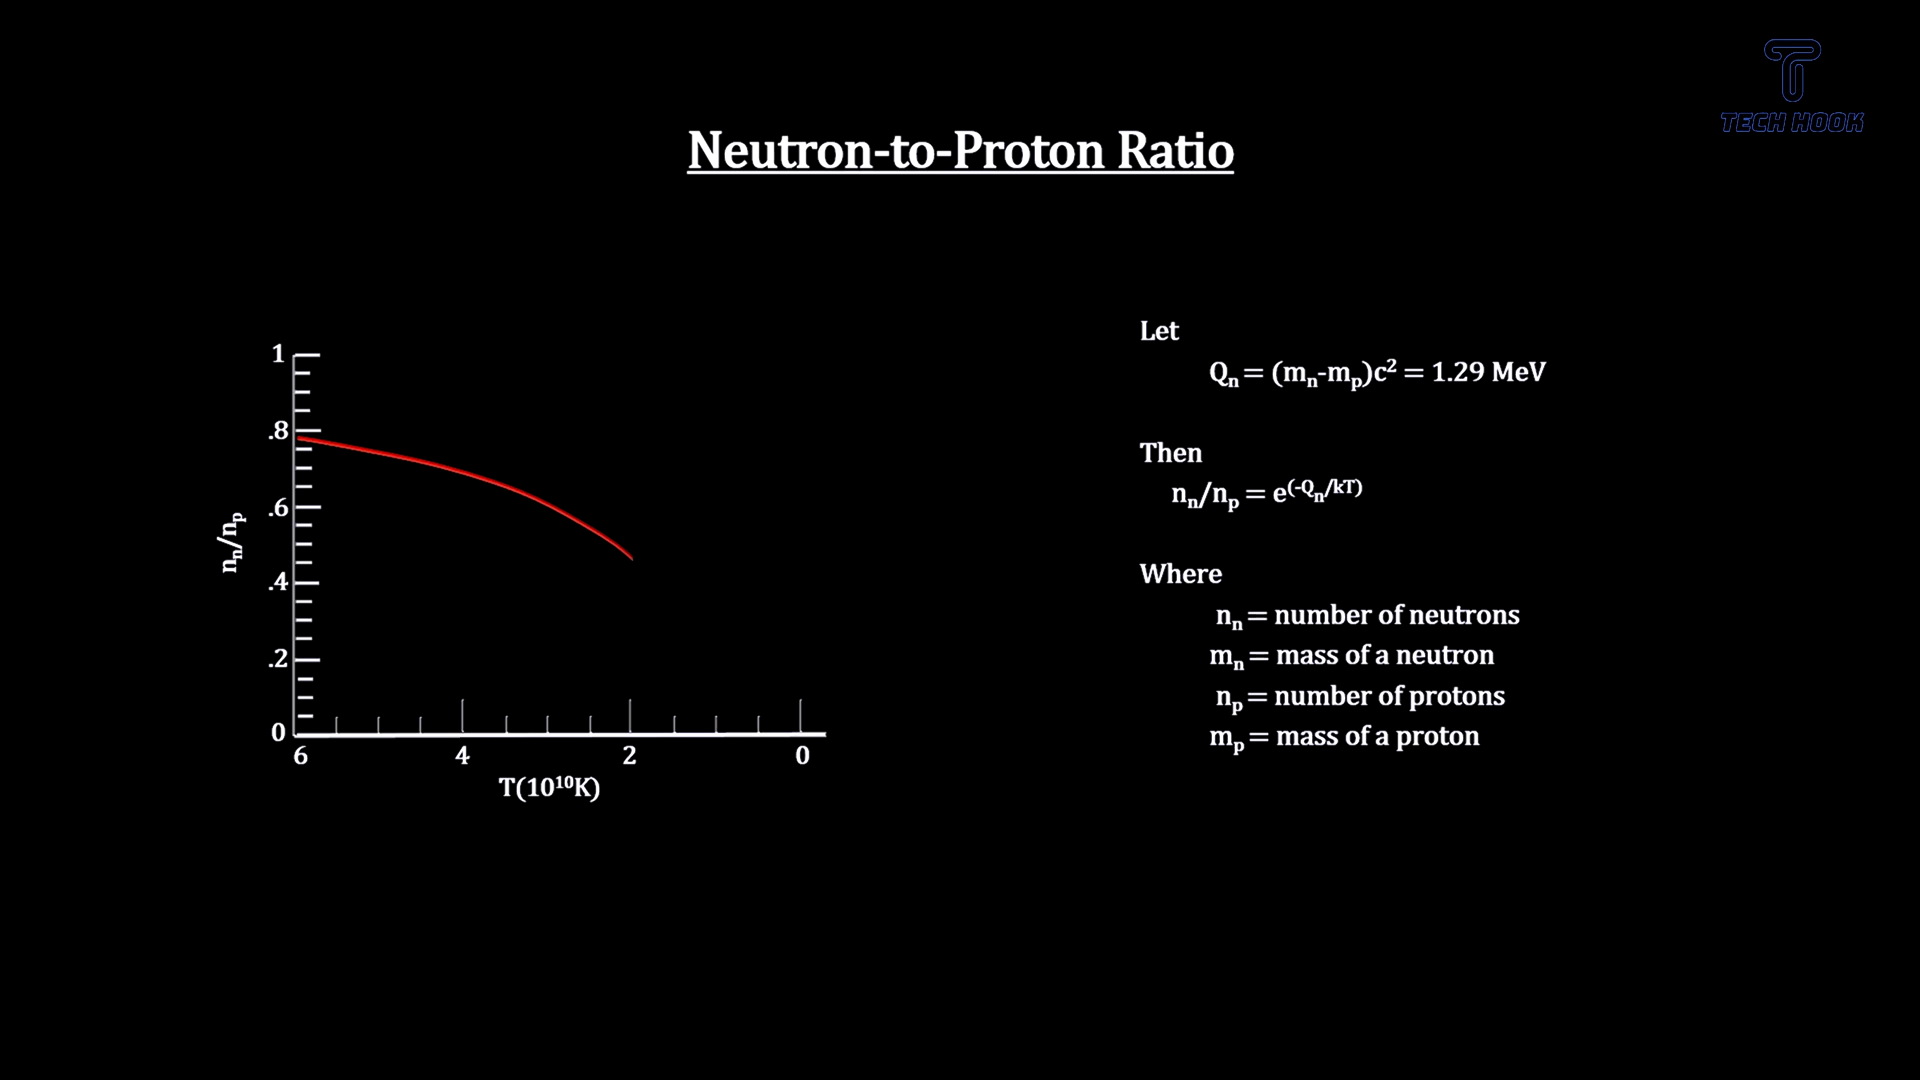 TECH HOOK
Neutron-to-Proton Ratio
1
.8
.6
.4
.2
0
nₙ/nₚ
6 4 2 0
T(10¹⁰K)
Let
Qₙ = (mₙ-mₚ)c² = 1.29 MeV
Then
nₙ/nₚ = e^(-Qₙ/kT)
Where
nₙ = number of neutrons
mₙ = mass of a neutron
nₚ = number of protons
mₚ = mass of a proton